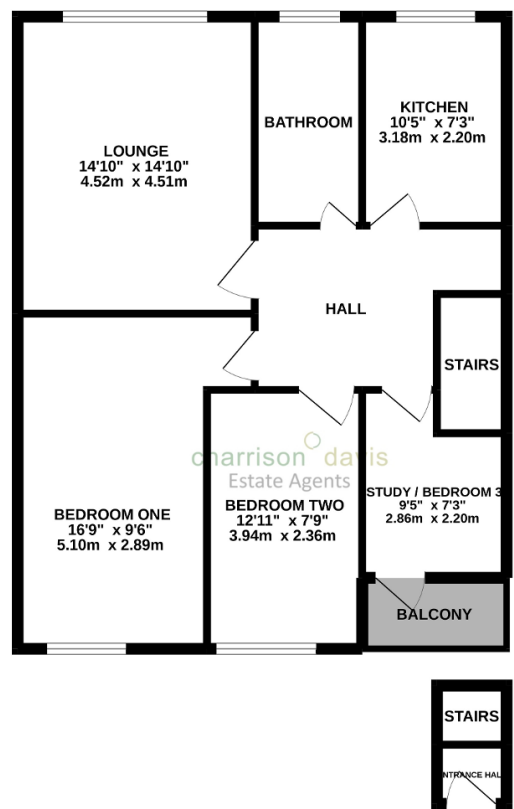 LOUNGE
14'10" x 14'10"
4.52m x 4.51m
BATHROOM
KITCHEN
10'5" x 7'3"
3.18m x 2.20m
HALL
STAIRS
charrison davis
Estate Agents
BEDROOM ONE
16'9" x 9'6"
5.10m x 2.89m
BEDROOM TWO
12'11" x 7'9"
3.94m x 2.36m
STUDY / BEDROOM 3
9'5" x 7'3"
2.86m x 2.20m
BALCONY
STAIRS
NTRANCE HAL